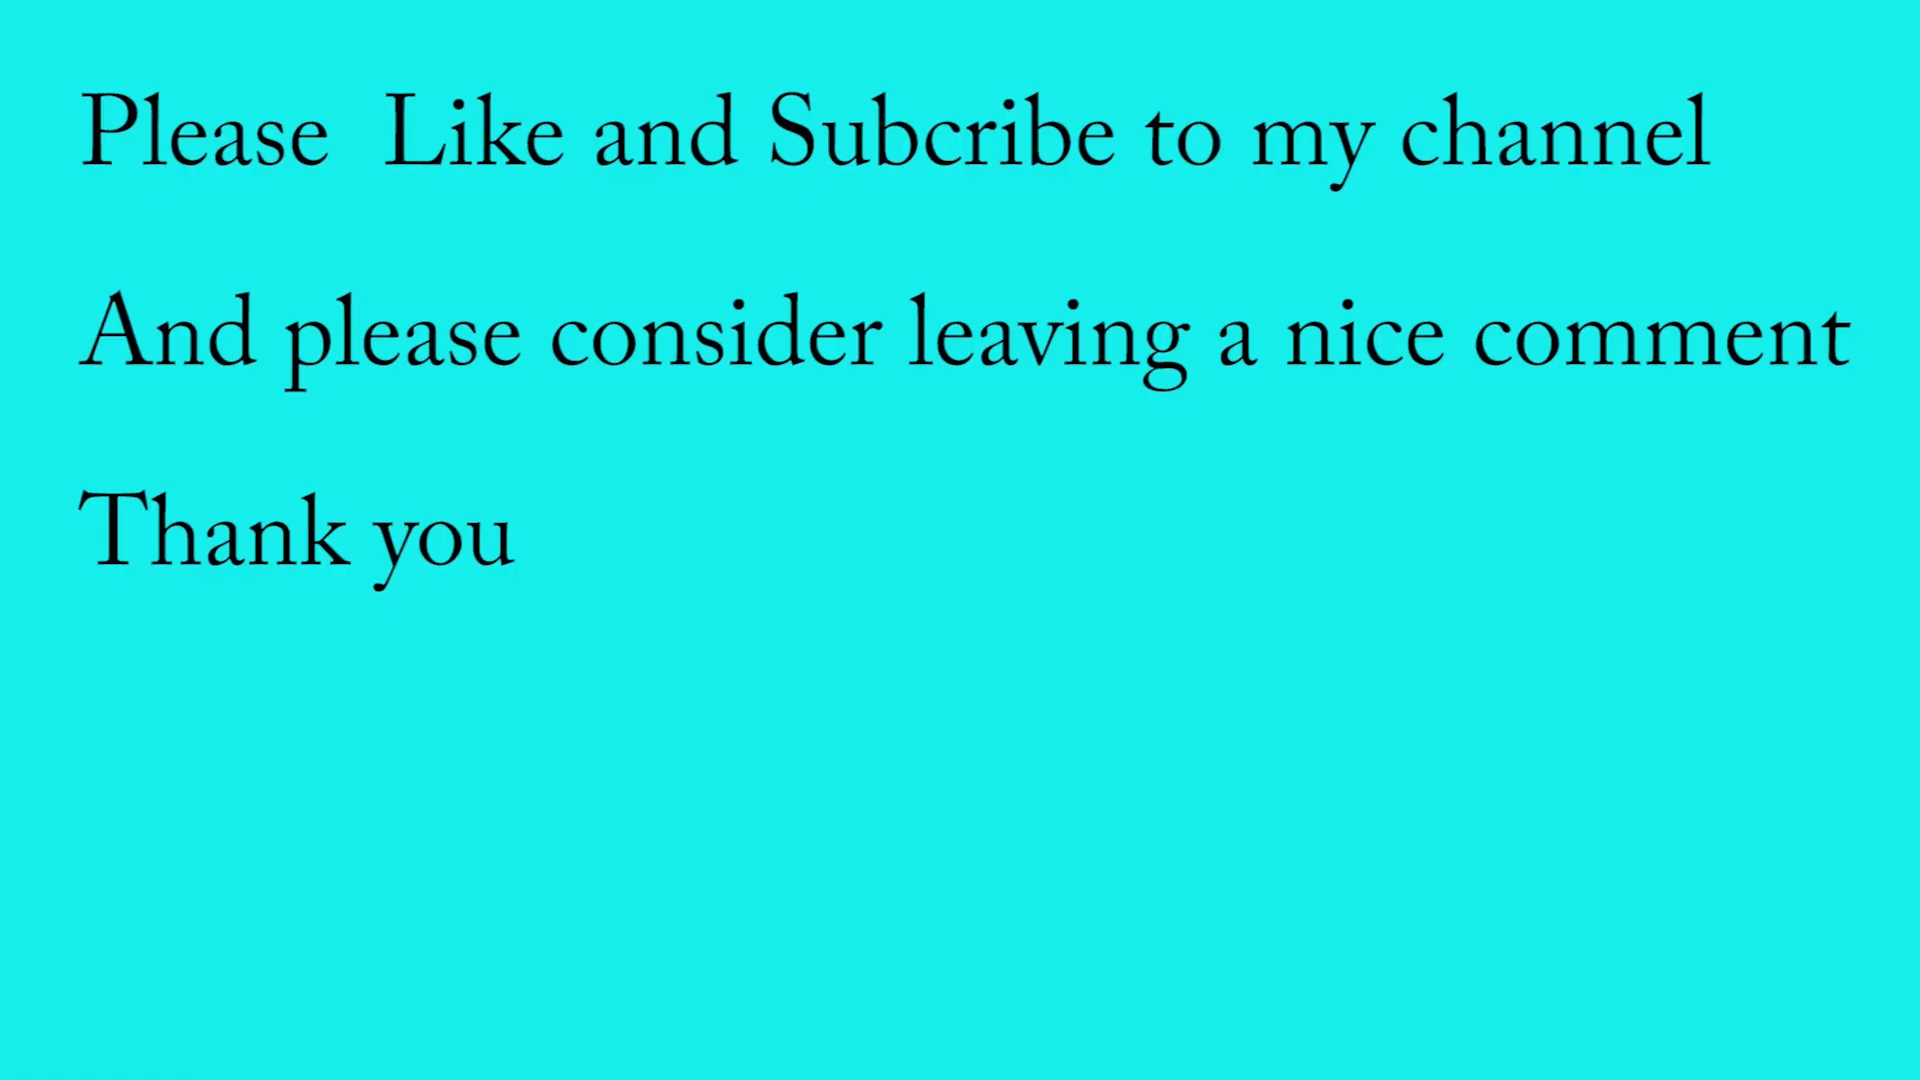 Please  Like and Subcribe to my channel
And please consider leaving a nice comment
Thank you